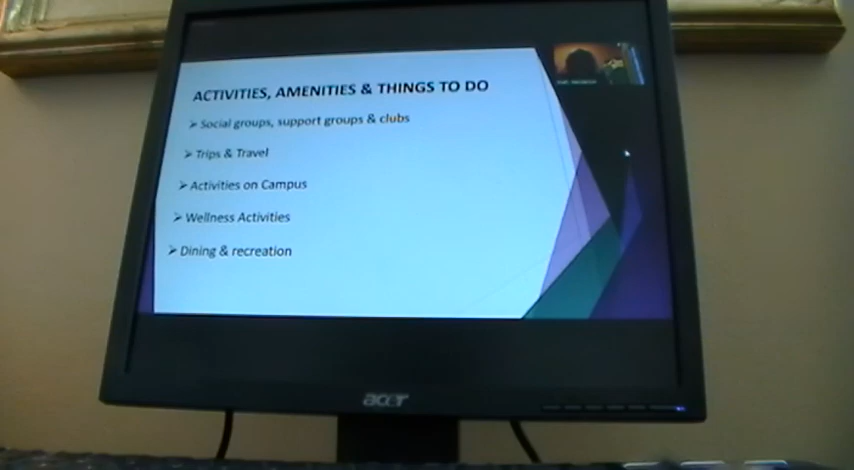 ACTIVITIES, AMENITIES & THINGS TO DO
➢ Social groups, support groups & clubs
➢ Trips & Travel
➢ Activities on Campus
➢ Wellness Activities
➢ Dining & recreation
acer